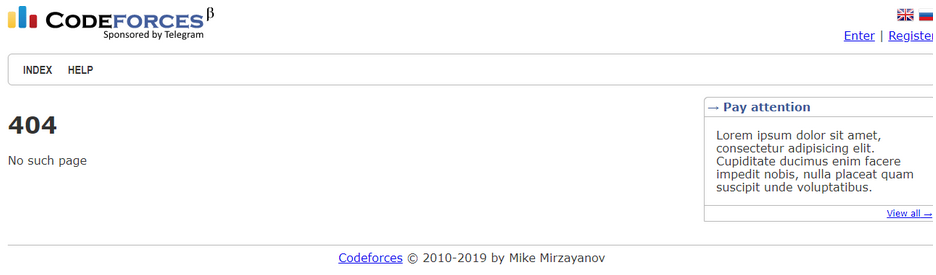 CODEFORCES β
Sponsored by Telegram
Enter | Register
INDEX HELP
404
No such page
→ Pay attention
Lorem ipsum dolor sit amet,
consectetur adipisicing elit.
Cupiditate ducimus enim facere
impedit nobis, nulla placeat quam
suscipit unde voluptatibus.
View all →
Codeforces © 2010-2019 by Mike Mirzayanov